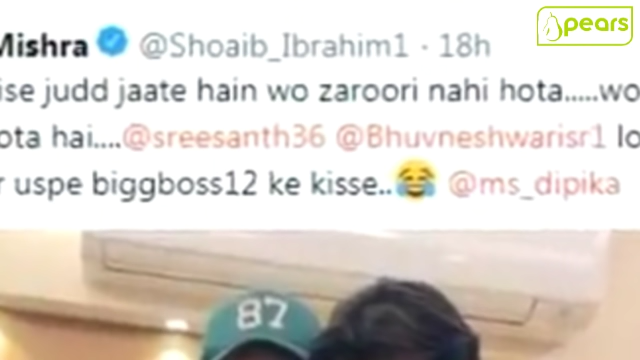 pears
Mishra @Shoaib_Ibrahim1 · 18h
ise judd jaate hain wo zaroori nahi hota.....wo
ota hai....@sreesanth36 @Bhuvneshwarisr1 lo
r uspe biggboss12 ke kisse..😂 @ms_dipika
87